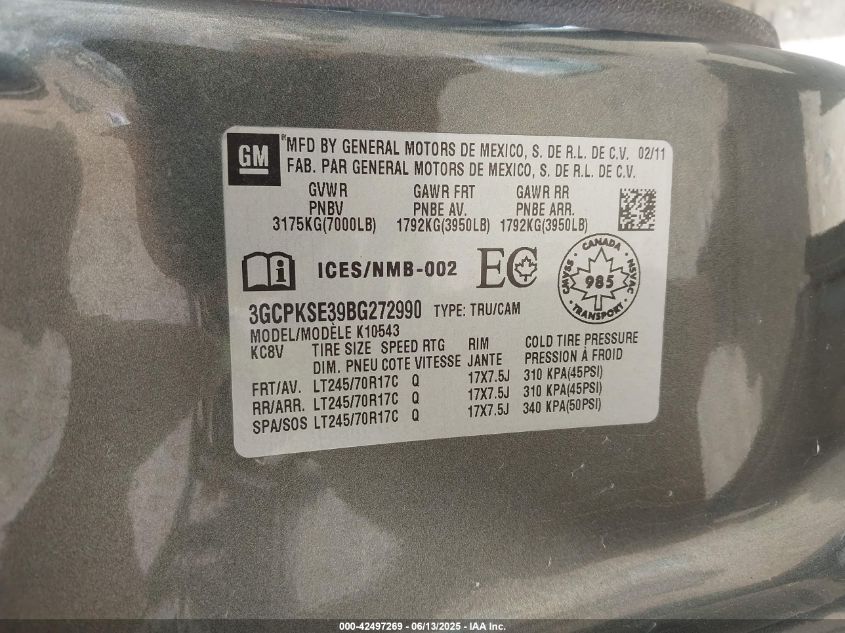 GM
MFD BY GENERAL MOTORS DE MEXICO, S. DE R.L. DE C.V. 02/11
FAB. PAR GENERAL MOTORS DE MEXICO, S. DE R.L. DE C.V.
GVWR GAWR FRT GAWR RR
PNBV PNBE AV. PNBE ARR.
3175KG(7000LB) 1792KG(3950LB) 1792KG(3950LB)
i ICES/NMB-002 EC
CANADA
CMVSS 985 NSVAC
TRANSPORT
3GCPKSE39BG272990 TYPE: TRU/CAM
MODEL/MODÈLE K10543
KC8V TIRE SIZE SPEED RTG RIM COLD TIRE PRESSURE
DIM. PNEU COTE VITESSE JANTE PRESSION À FROID
FRT/AV. LT245/70R17C Q 17X7.5J 310 KPA(45PSI)
RR/ARR. LT245/70R17C Q 17X7.5J 310 KPA(45PSI)
SPA/SOS LT245/70R17C Q 17X7.5J 340 KPA(50PSI)
000-42497269 - 06/13/2025 - IAA Inc.